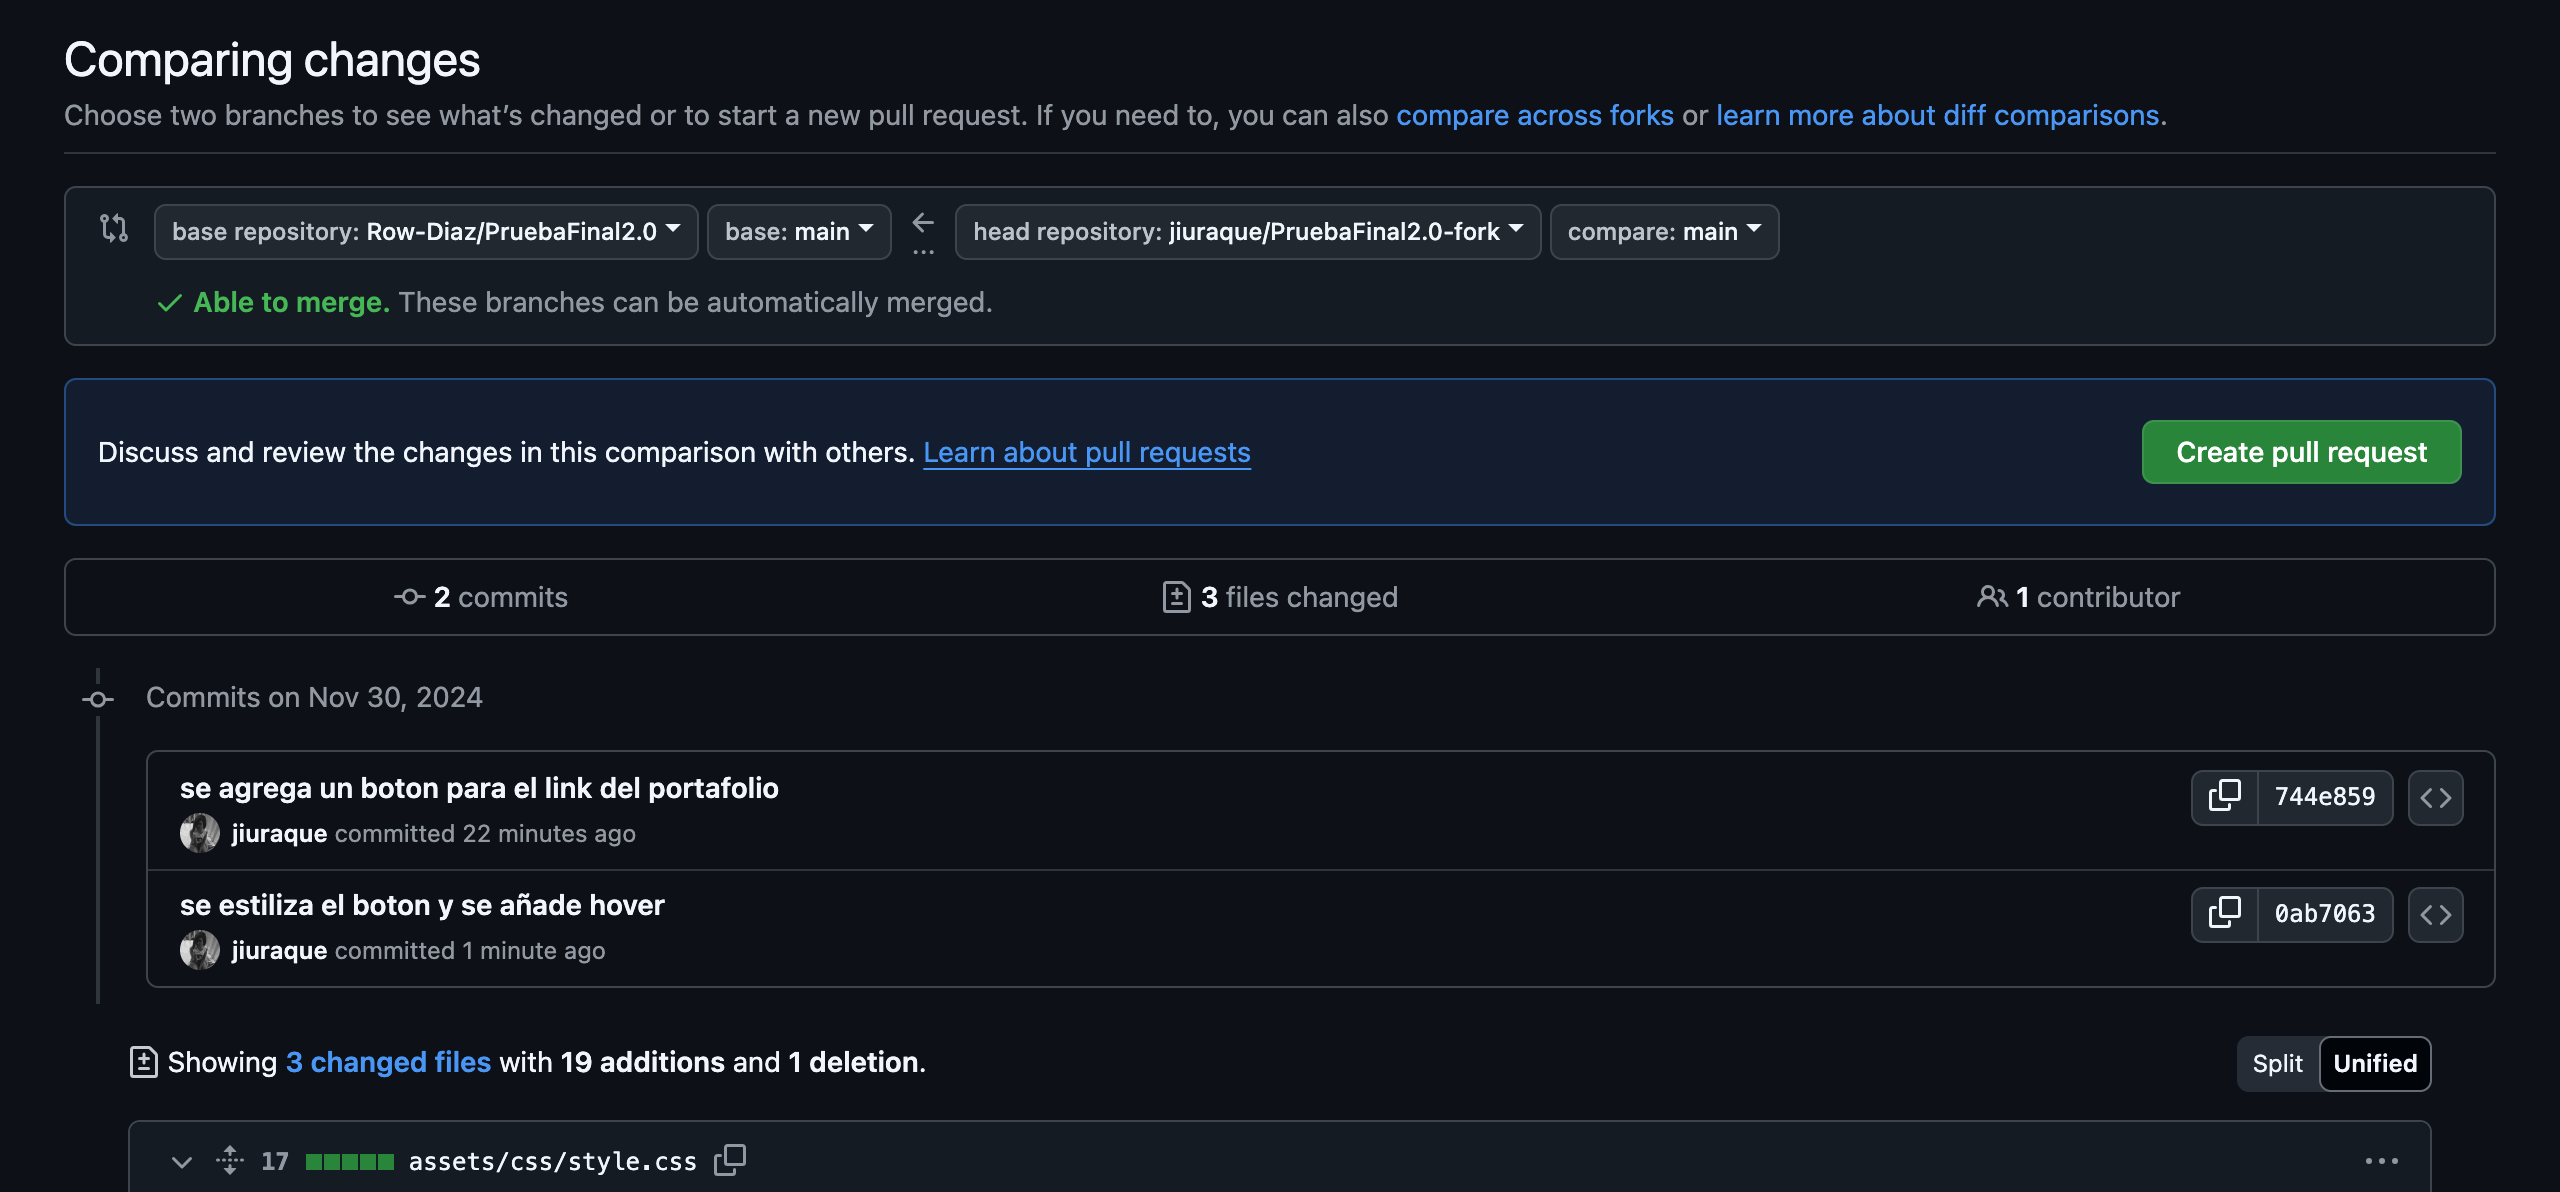 Comparing changes
Choose two branches to see what’s changed or to start a new pull request. If you need to, you can also compare across forks or learn more about diff comparisons.
base repository: Row-Diaz/PruebaFinal2.0 base: main ... head repository: jiuraque/PruebaFinal2.0-fork compare: main
Able to merge. These branches can be automatically merged.
Discuss and review the changes in this comparison with others. Learn about pull requests Create pull request
2 commits 3 files changed 1 contributor
Commits on Nov 30, 2024
se agrega un boton para el link del portafolio
744e859
jiuraque committed 22 minutes ago
se estiliza el boton y se añade hover
0ab7063
jiuraque committed 1 minute ago
Showing 3 changed files with 19 additions and 1 deletion. Split Unified
17 assets/css/style.css